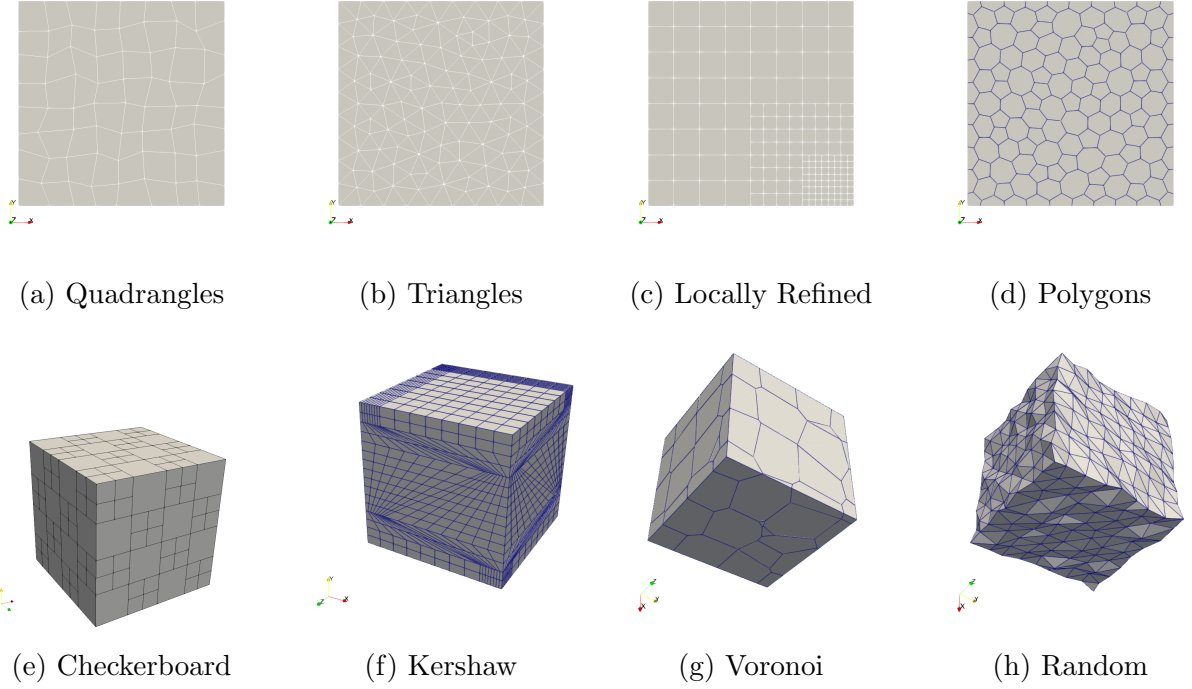 (a) Quadrangles
(b) Triangles
(c) Locally Refined
(d) Polygons
(e) Checkerboard
(f) Kershaw
(g) Voronoi
(h) Random